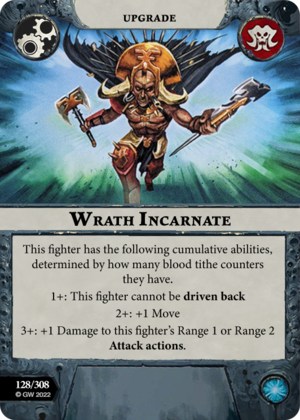 UPGRADE
Wrath Incarnate
This fighter has the following cumulative abilities,
determined by how many blood tithe counters
they have.
1+: This fighter cannot be driven back
2+: +1 Move
3+: +1 Damage to this fighter's Range 1 or Range 2
Attack actions.
128/308
© GW 2022